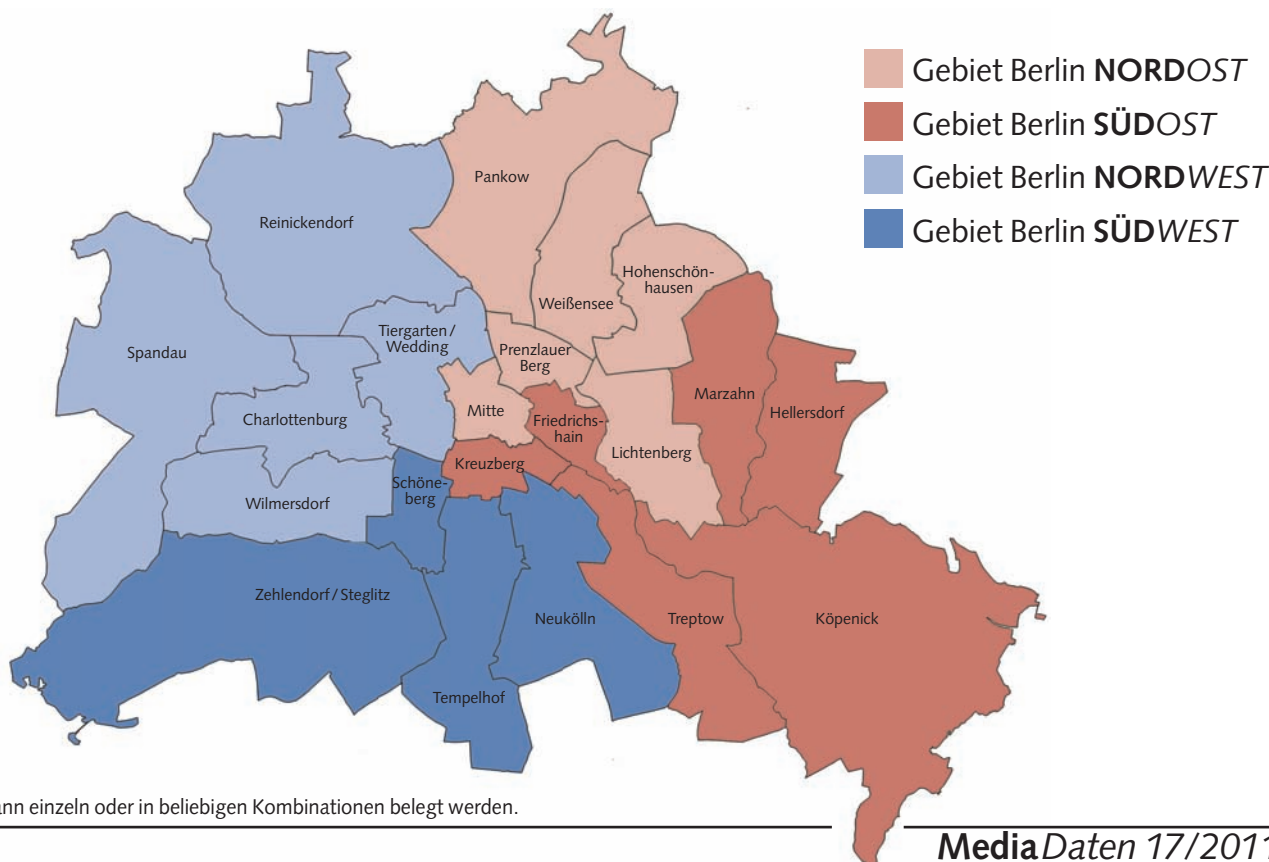 Gebiet Berlin NORDOST
Gebiet Berlin SÜDOST
Gebiet Berlin NORDWEST
Gebiet Berlin SÜDWEST
Pankow
Reinickendorf
Hohenschön-
hausen
Weißensee
Tiergarten /
Wedding
Spandau
Prenzlauer
Berg
Marzahn
Mitte
Hellersdorf
Charlottenburg
Friedrichs-
hain
Lichtenberg
Kreuzberg
Schöne-
berg
Wilmersdorf
Zehlendorf / Steglitz
Neukölln
Treptow
Köpenick
Tempelhof
ann einzeln oder in beliebigen Kombinationen belegt werden.
MediaDaten 17/2011